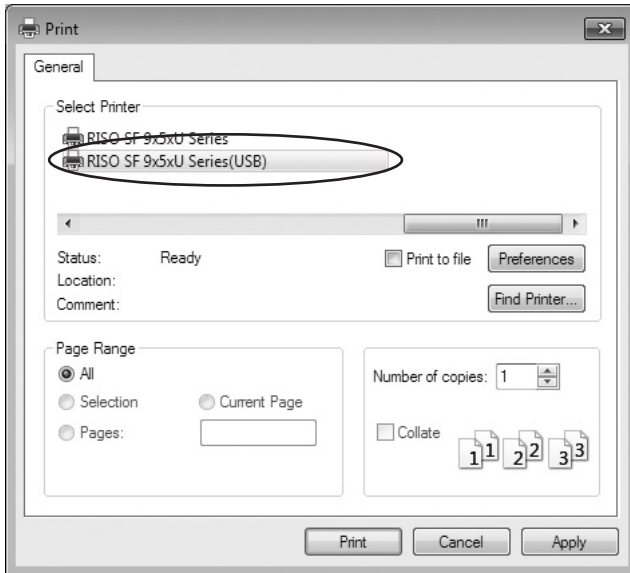 Print
General
Select Printer
RISO SF 9x5xU Series
RISO SF 9x5xU Series(USB)
Status: Ready Print to file Preferences
Location:
Comment: Find Printer...
Page Range
All
Selection Current Page
Pages:
Number of copies: 1
Collate
1 1 2 2 3 3
Print Cancel Apply